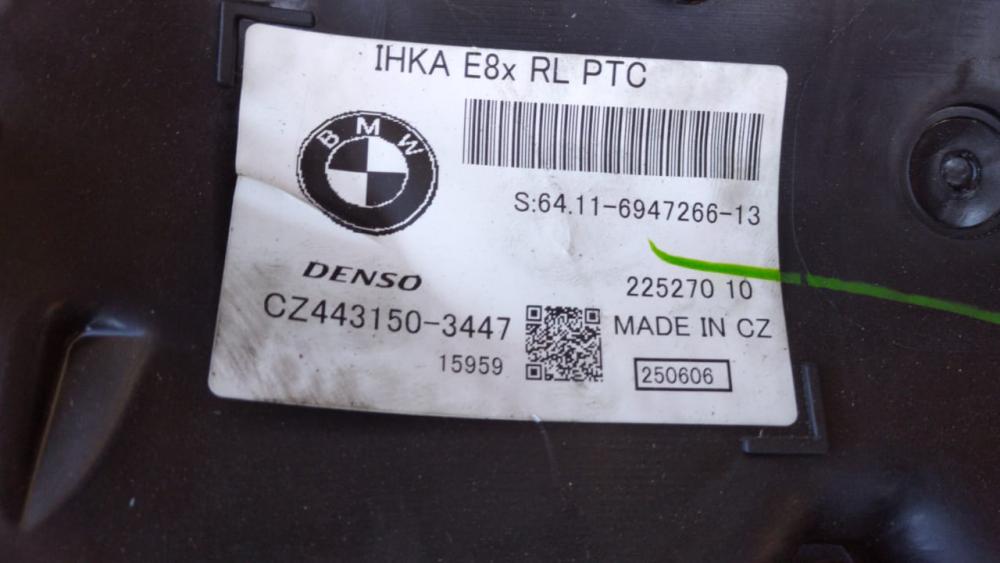 IHKA E8x RL PTC
BMW
S:64.11-6947266-13
DENSO
225270 10
CZ443150-3447
MADE IN CZ
15959
250606